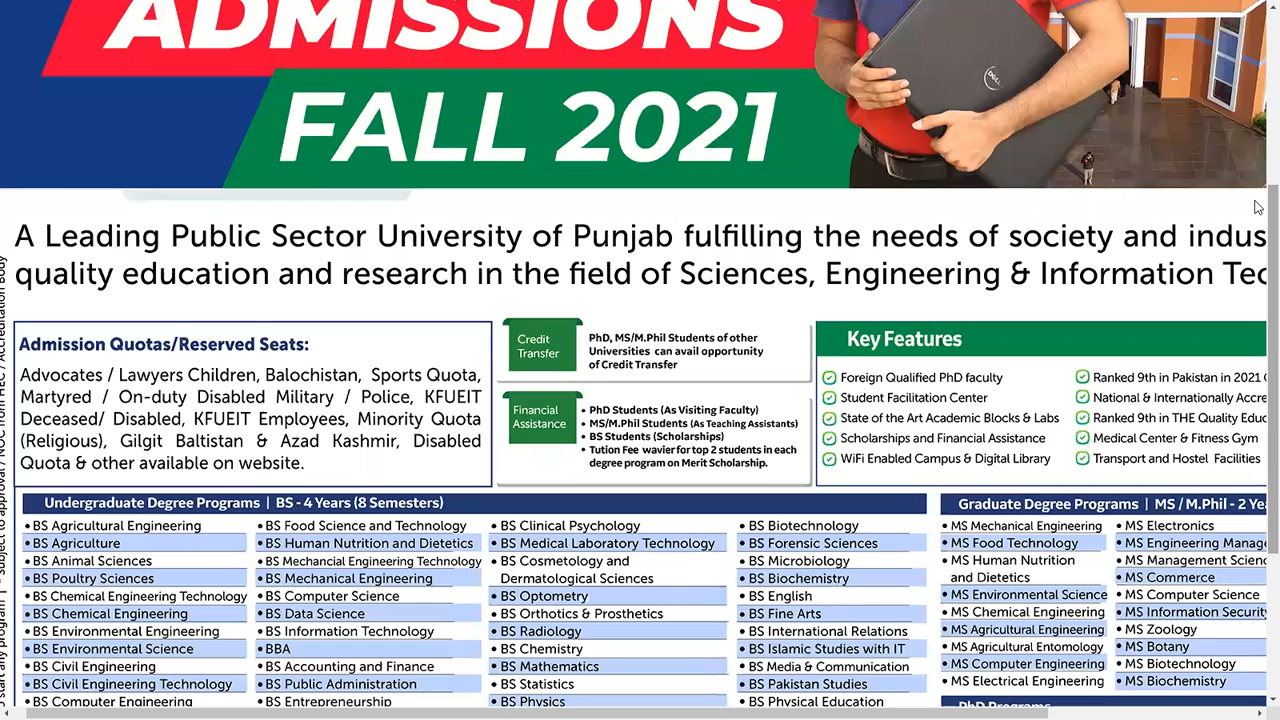 ADMISSIONS
FALL 2021
DELL
A Leading Public Sector University of Punjab fulfilling the needs of society and indus
quality education and research in the field of Sciences, Engineering & Information Tec
Admission Quotas/Reserved Seats:
Advocates / Lawyers Children, Balochistan, Sports Quota,
Martyred / On-duty Disabled Military / Police, KFUEIT
Deceased/ Disabled, KFUEIT Employees, Minority Quota
(Religious), Gilgit Baltistan & Azad Kashmir, Disabled
Quota & other available on website.
Credit
Transfer
PhD, MS/M.Phil Students of other
Universities can avail opportunity
of Credit Transfer
Financial
Assistance
• PhD Students (As Visiting Faculty)
• MS/M.Phil Students (As Teaching Assistants)
• BS Students (Scholarships)
• Tution Fee wavier for top 2 students in each
degree program on Merit Scholarship.
Key Features
Foreign Qualified PhD faculty
Student Facilitation Center
State of the Art Academic Blocks & Labs
Scholarships and Financial Assistance
WiFi Enabled Campus & Digital Library
Ranked 9th in Pakistan in 2021
National & Internationally Accre
Ranked 9th in THE Quality Educ
Medical Center & Fitness Gym
Transport and Hostel Facilities
Undergraduate Degree Programs | BS - 4 Years (8 Semesters)
• BS Agricultural Engineering
• BS Agriculture
• BS Animal Sciences
• BS Poultry Sciences
• BS Chemical Engineering Technology
• BS Chemical Engineering
• BS Environmental Engineering
• BS Environmental Science
• BS Civil Engineering
• BS Civil Engineering Technology
• BS Computer Engineering
• BS Food Science and Technology
• BS Human Nutrition and Dietetics
• BS Mechancial Engineering Technology
• BS Mechanical Engineering
• BS Computer Science
• BS Data Science
• BS Information Technology
• BBA
• BS Accounting and Finance
• BS Public Administration
• BS Entrepreneurship
• BS Clinical Psychology
• BS Medical Laboratory Technology
• BS Cosmetology and
Dermatological Sciences
• BS Optometry
• BS Orthotics & Prosthetics
• BS Radiology
• BS Chemistry
• BS Mathematics
• BS Statistics
• BS Physics
• BS Biotechnology
• BS Forensic Sciences
• BS Microbiology
• BS Biochemistry
• BS English
• BS Fine Arts
• BS International Relations
• BS Islamic Studies with IT
• BS Media & Communication
• BS Pakistan Studies
• BS Physical Education
Graduate Degree Programs | MS / M.Phil - 2 Ye
• MS Mechanical Engineering
• MS Food Technology
• MS Human Nutrition
and Dietetics
• MS Environmental Science
• MS Chemical Engineering
• MS Agricultural Engineering
• MS Agricultural Entomology
• MS Computer Engineering
• MS Electrical Engineering
• MS Electronics
• MS Engineering Manag
• MS Management Scienc
• MS Commerce
• MS Computer Science
• MS Information Security
• MS Zoology
• MS Botany
• MS Biotechnology
• MS Biochemistry
PhD Programs
start any program | * Subject to approval / NOC from HEC / Accreditation Body